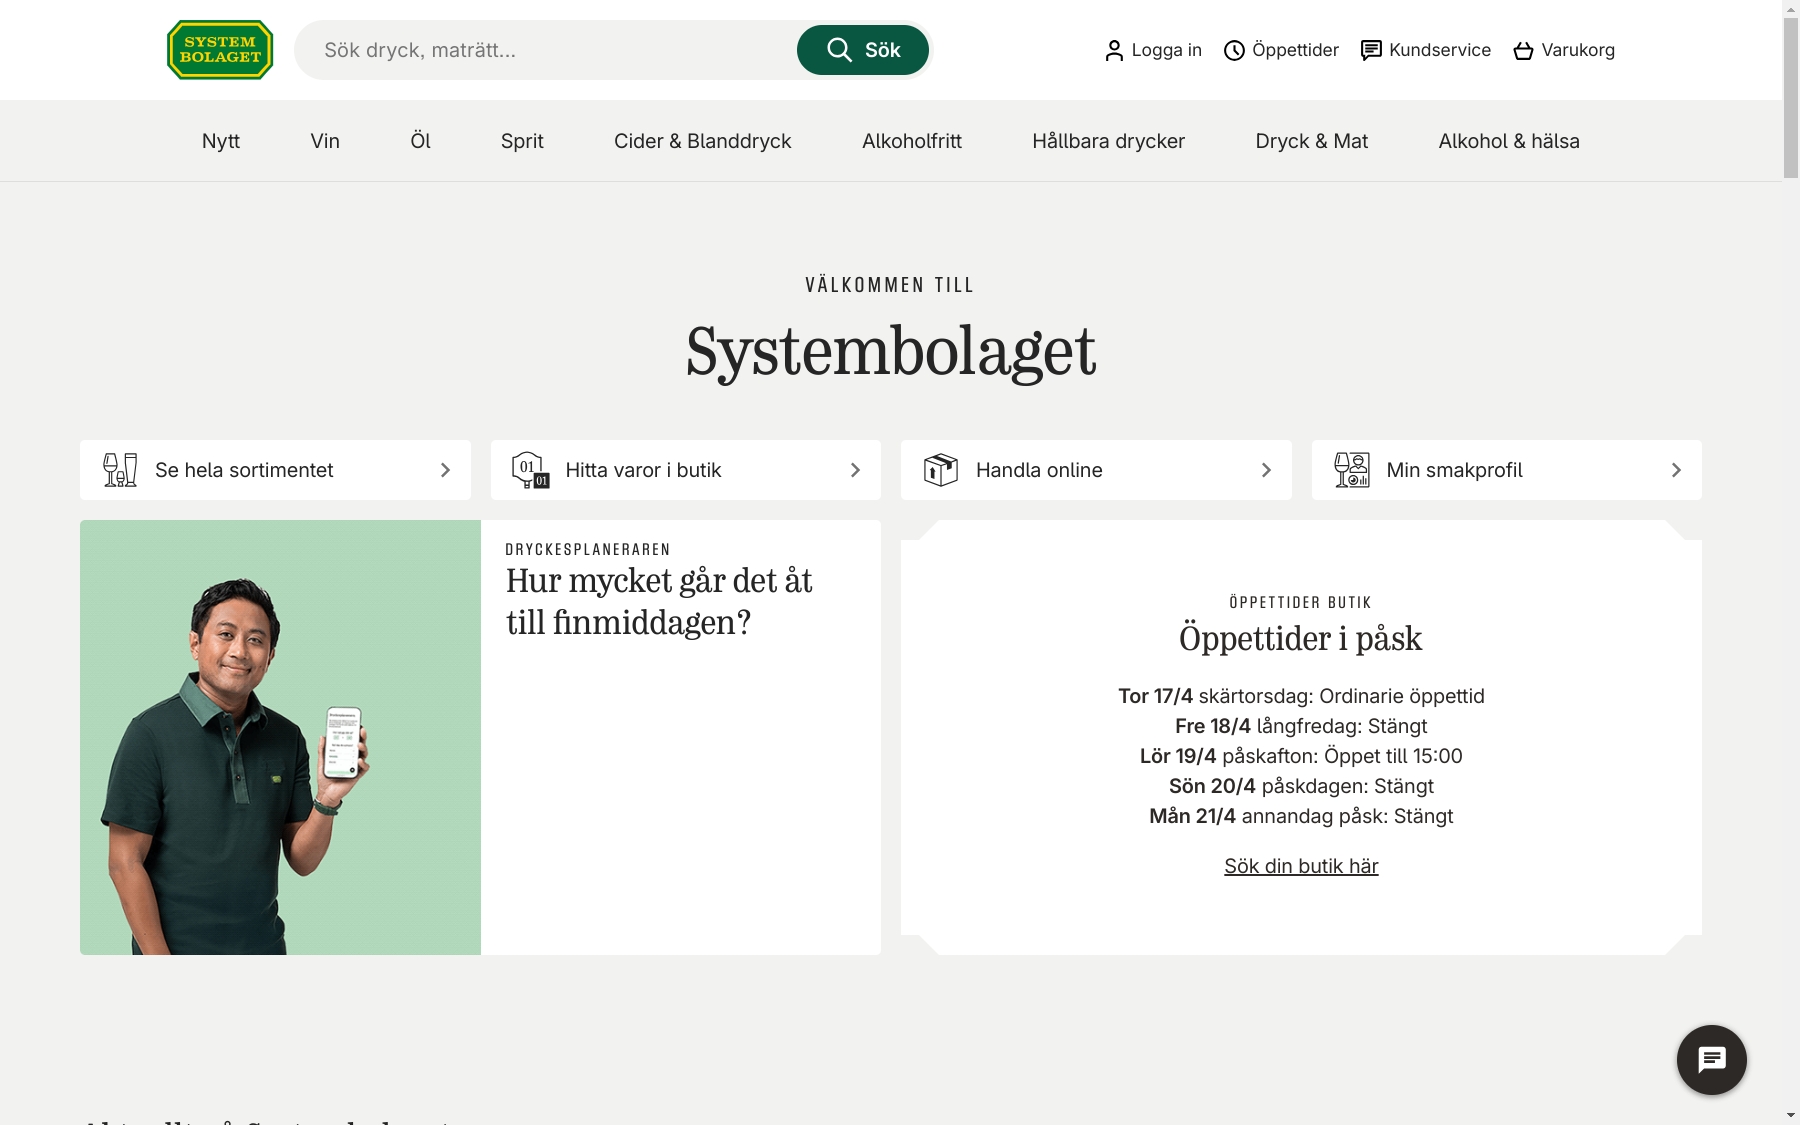 SYSTEM
BOLAGET
Sök dryck, maträtt...
Sök
Logga in
Öppettider
Kundservice
Varukorg
Nytt
Vin
Öl
Sprit
Cider & Blanddryck
Alkoholfritt
Hållbara drycker
Dryck & Mat
Alkohol & hälsa
VÄLKOMMEN TILL
Systembolaget
Se hela sortimentet
01
01
Hitta varor i butik
Handla online
Min smakprofil
DRYCKESPLANERAREN
Hur mycket går det åt
till finmiddagen?
ÖPPETTIDER BUTIK
Öppettider i påsk
Tor 17/4 skärtorsdag: Ordinarie öppettid
Fre 18/4 långfredag: Stängt
Lör 19/4 påskafton: Öppet till 15:00
Sön 20/4 påskdagen: Stängt
Mån 21/4 annandag påsk: Stängt
Sök din butik här